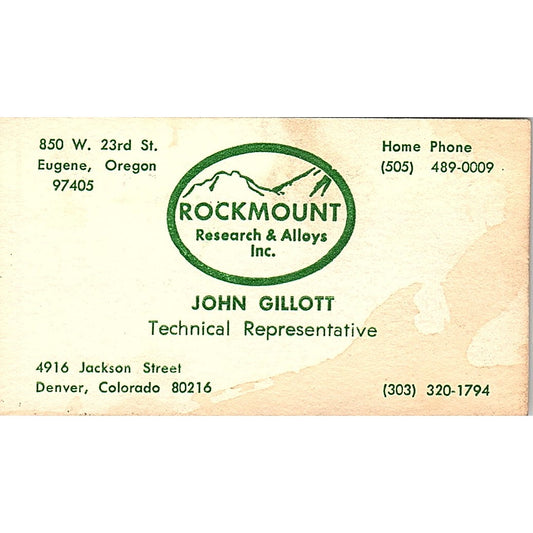 850 W. 23rd St.
Eugene, Oregon
97405
Home Phone
(505) 489-0009
ROCKMOUNT
Research & Alloys
Inc.
JOHN GILLOTT
Technical Representative
4916 Jackson Street
Denver, Colorado 80216
(303) 320-1794